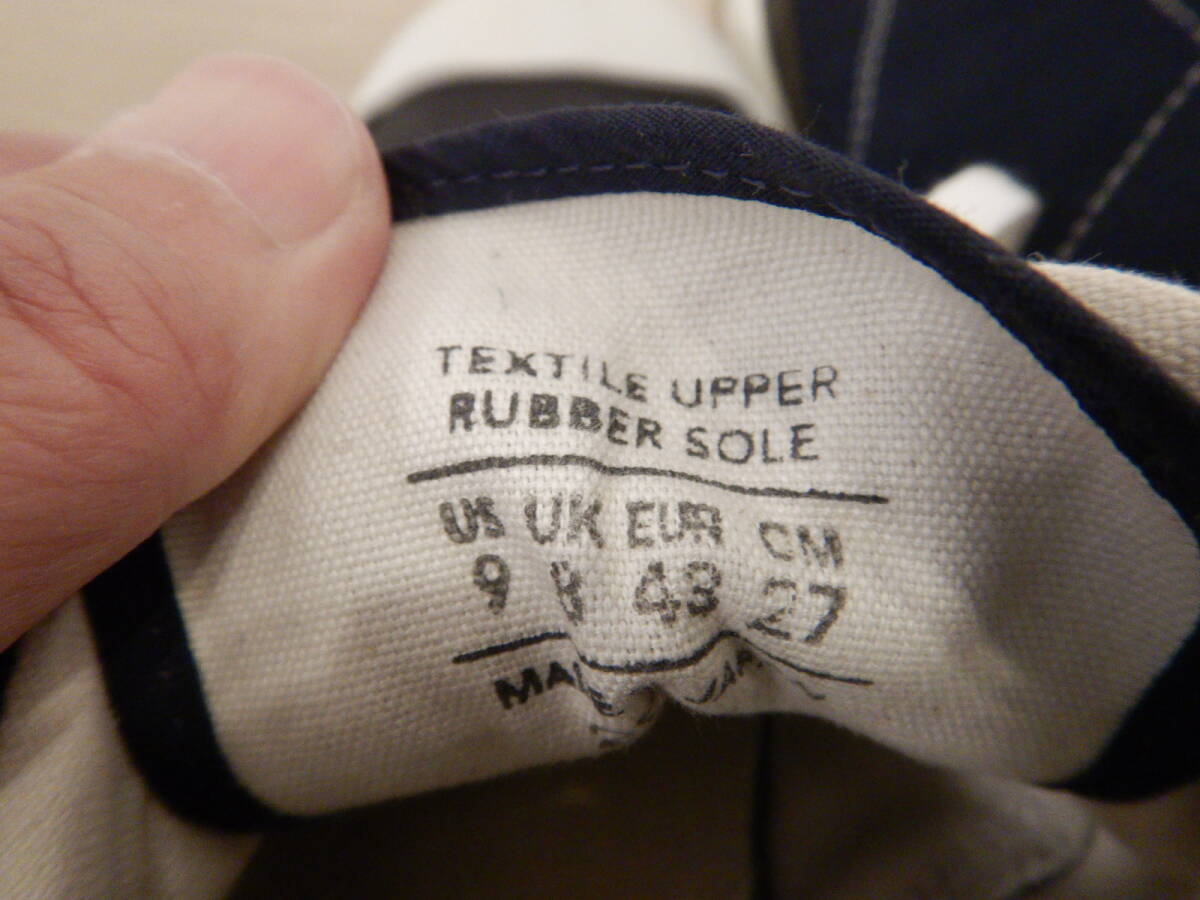 TEXTILE UPPER
RUBBER SOLE
US UK EUR CM
9 8 43 27